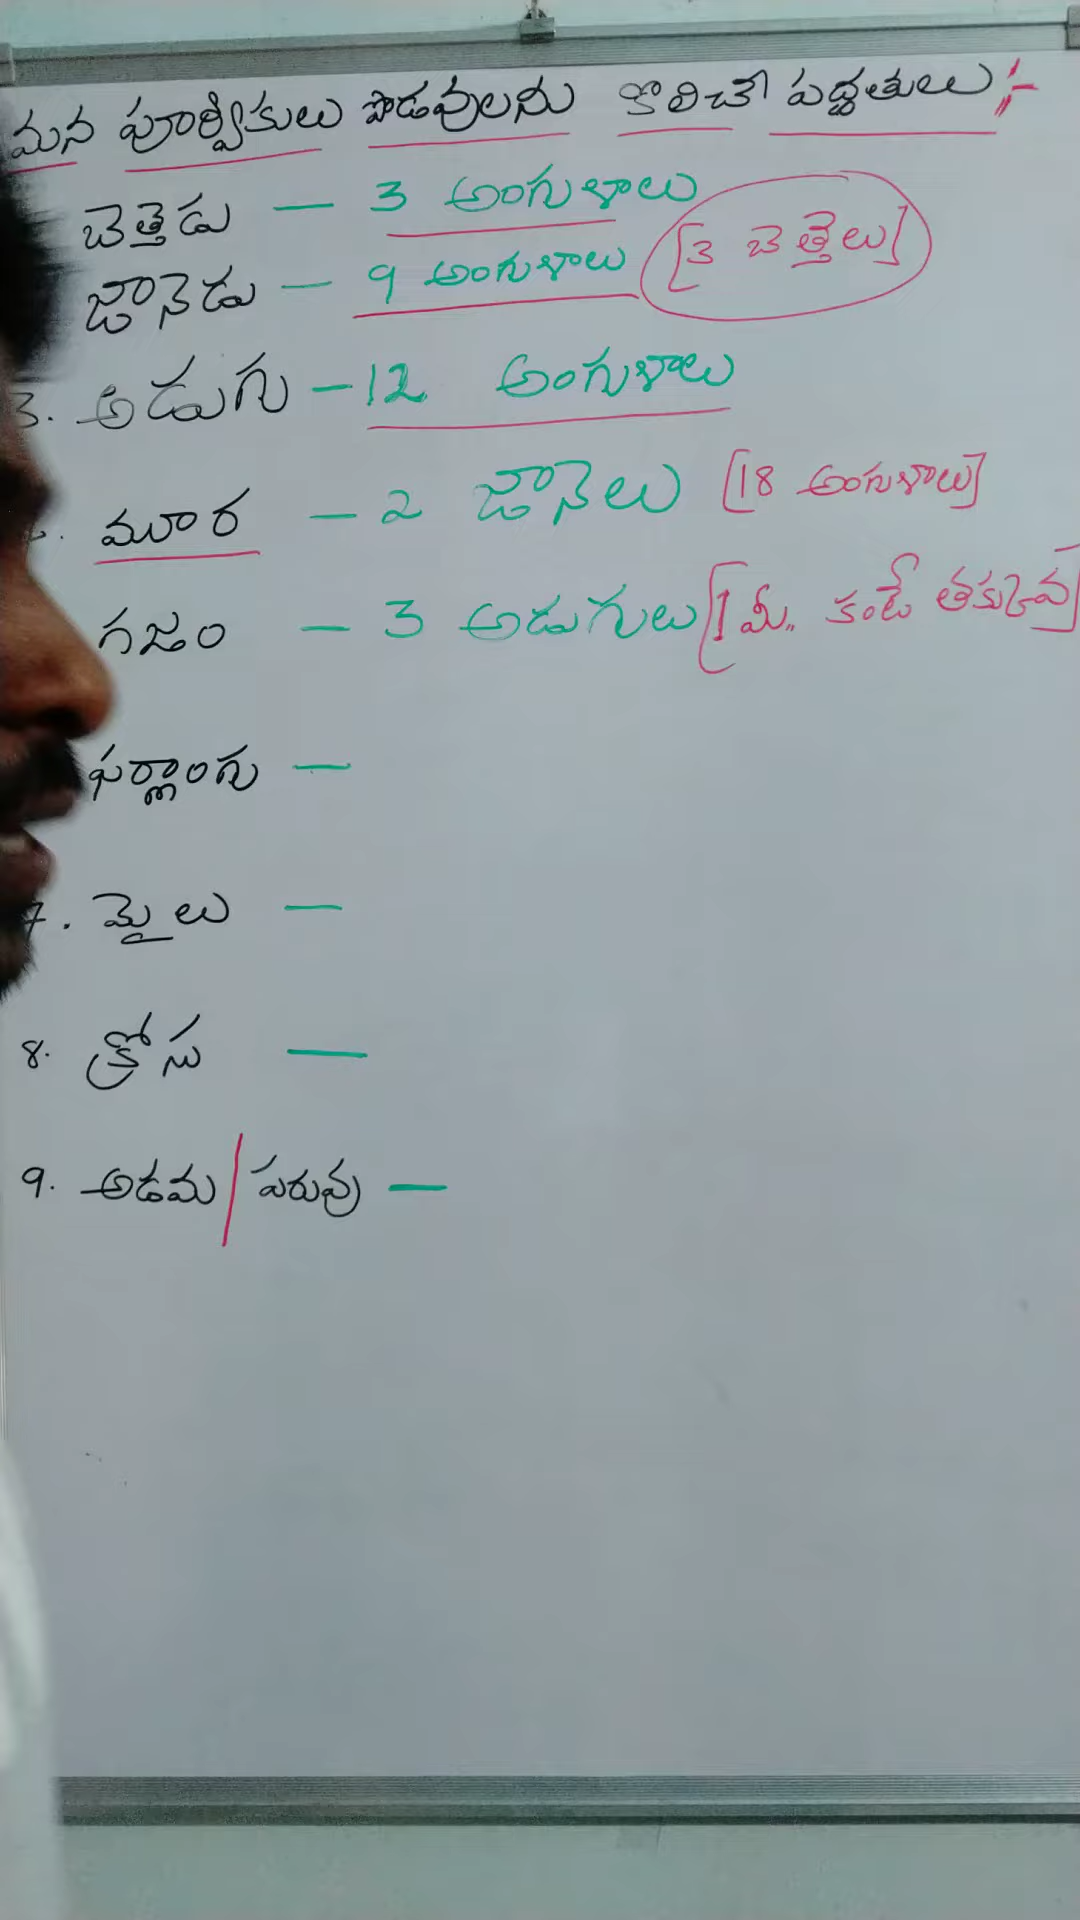 మన పూర్వికులు పొడవులను కొలిచే పద్ధతులు :-
బెత్తెడు — 3 అంగుళాలు
జానెడు — 9 అంగుళాలు [3 బెత్తెలు]
3. అడుగు — 12 అంగుళాలు
మూర — 2 జానెలు [18 అంగుళాలు]
గజం — 3 అడుగులు [1 మీ. కంటే తక్కువ]
ఫర్లాంగు —
7. మైలు —
8. క్రోసు —
9. అడమ / పరువు —